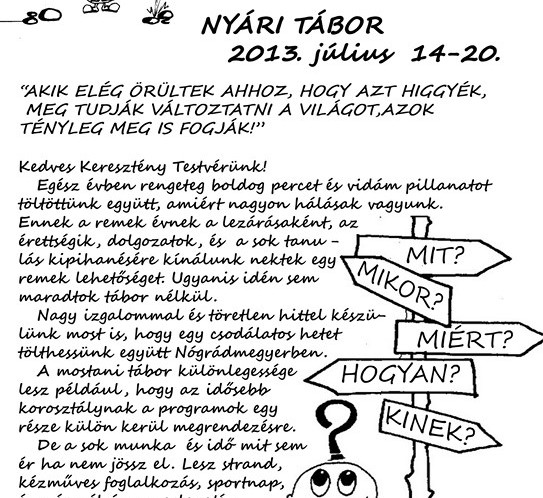 NYÁRI TÁBOR
2013. július 14-20.
"AKIK ELÉG ŐRÜLTEK AHHOZ, HOGY AZT HIGGYÉK,
MEG TUDJÁK VÁLTOZTATNI A VILÁGOT,AZOK
TÉNYLEG MEG IS FOGJÁK!"
Kedves Keresztény Testvérünk!
Egész évben rengeteg boldog percet és vidám pillanatot
töltöttünk együtt, amiért nagyon hálásak vagyunk.
Ennek a remek évnek a lezárásaként, az
érettségik, dolgozatok, és a sok tanu -
lás kipihanésére kínálunk nektek egy
remek lehetőséget. Ugyanis idén sem
maradtok tábor nélkül.
Nagy izgalommal és töretlen hittel készü-
lünk most is, hogy egy csodálatos hetet
tölthessünk együtt Nógrádmegyerben.
A mostani tábor különlegessége
lesz például, hogy az idősebb
korosztálynak a programok egy
része külön kerül megrendezésre.
De a sok munka és idő mit sem
ér ha nem jössz el. Lesz strand,
kézműves foglalkozás, sportnap,
MIT?
MIKOR?
MIÉRT?
HOGYAN?
KINEK?
?